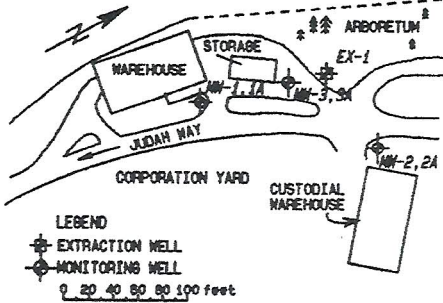 N
ARBORETUM
STORAGE
EX-1
WAREHOUSE
MW-1,1A
MW-3,3A
JUDAH WAY
MW-2,2A
CORPORATION YARD
CUSTODIAL
WAREHOUSE
LEGEND
EXTRACTION WELL
MONITORING WELL
0 20 40 60 80 100 feet